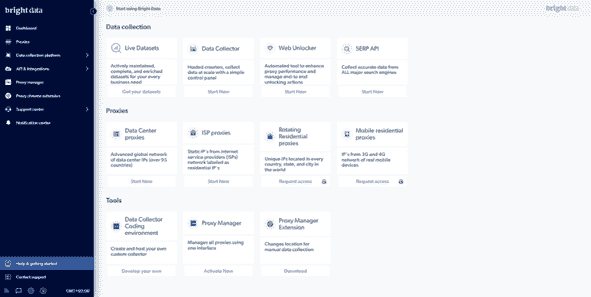 bright data
Dashboard
Proxies
Data collection platform
API & Integrations
Proxy manager
Proxy chrome extension
Support center
Notification center
Help & getting started
Contact support
Start using Bright Data
bright data
Data collection
Live Datasets
Actively maintained,
complete, and enriched
datasets for your every
business need
Get your datasets
Data Collector
Hosted crawlers, collect
data at scale with a simple
control panel
Start Now
Web Unlocker
Automated tool to enhance
proxy performance and
manage end to end
unlocking actions
Start Now
SERP API
Collect accurate data from
ALL major search engines
Start Now
Proxies
Data Center
proxies
Advanced global network
of data center IPs (over 95
countries)
Start Now
ISP proxies
Static IP's from internet
service providers (ISPs)
network labeled as
residential IP's
Start Now
Rotating
Residential
proxies
Unique IPs located in every
country, state, and city in
the world
Request access
Mobile residential
proxies
IP's from 3G and 4G
network of real mobile
devices
Request access
Tools
Data Collector
Coding
environment
Create and host your own
custom collector
Develop your own
Proxy Manager
Manages all proxies using
one interface
Activate Now
Proxy Manager
Extension
Changes location for
manual data collection
Download